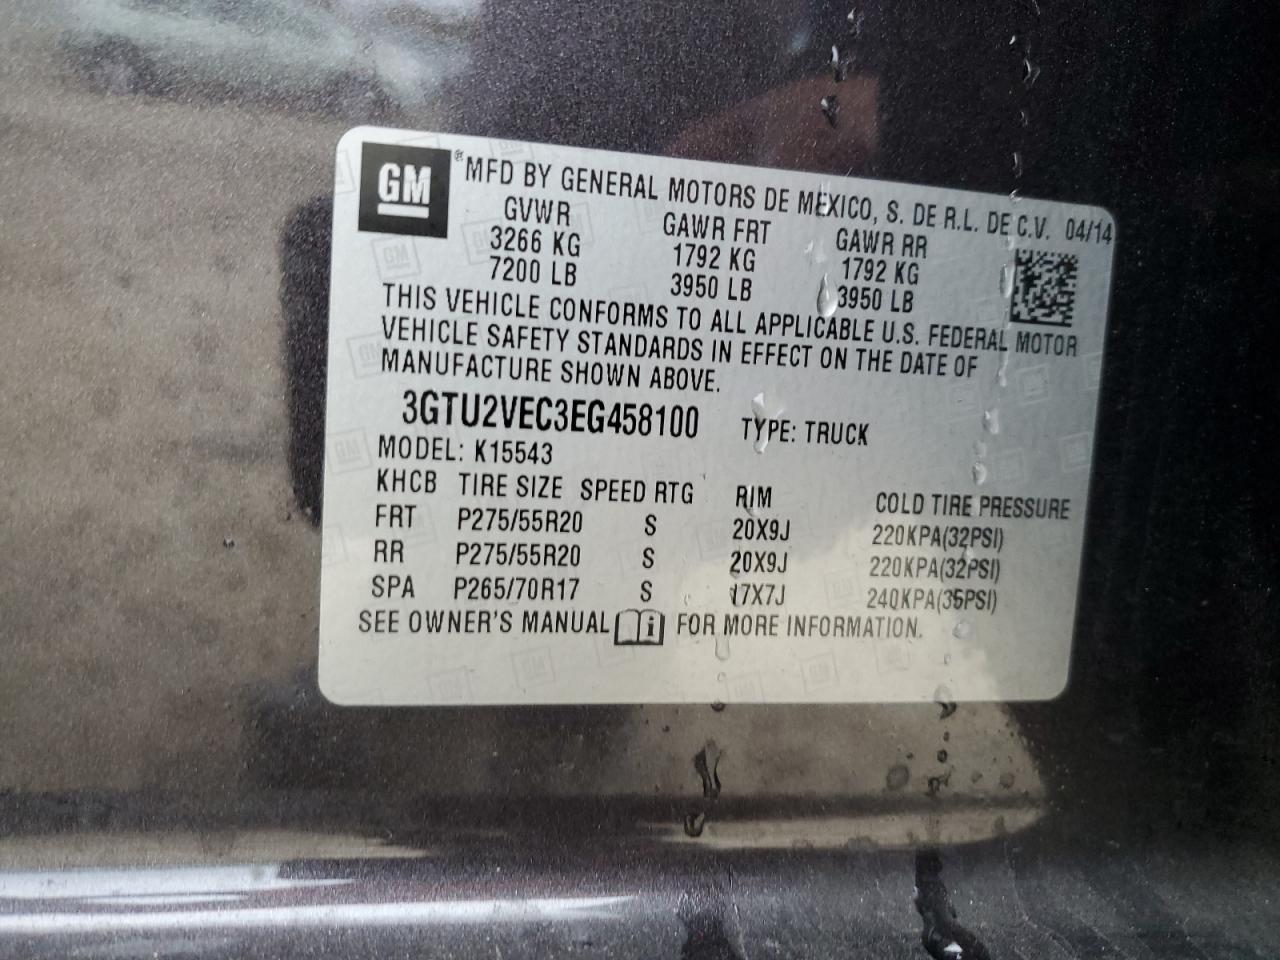 GM ® MFD BY GENERAL MOTORS DE MEXICO, S. DE R.L. DE C.V. 04/14
GVWR GAWR FRT GAWR RR
3266 KG 1792 KG 1792 KG
7200 LB 3950 LB 3950 LB
THIS VEHICLE CONFORMS TO ALL APPLICABLE U.S. FEDERAL MOTOR
VEHICLE SAFETY STANDARDS IN EFFECT ON THE DATE OF
MANUFACTURE SHOWN ABOVE.
3GTU2VEC3EG458100 TYPE: TRUCK
MODEL: K15543
KHCB TIRE SIZE SPEED RTG RIM COLD TIRE PRESSURE
FRT P275/55R20 S 20X9J 220KPA(32PSI)
RR P275/55R20 S 20X9J 220KPA(32PSI)
SPA P265/70R17 S 17X7J 240KPA(35PSI)
SEE OWNER'S MANUAL i FOR MORE INFORMATION.